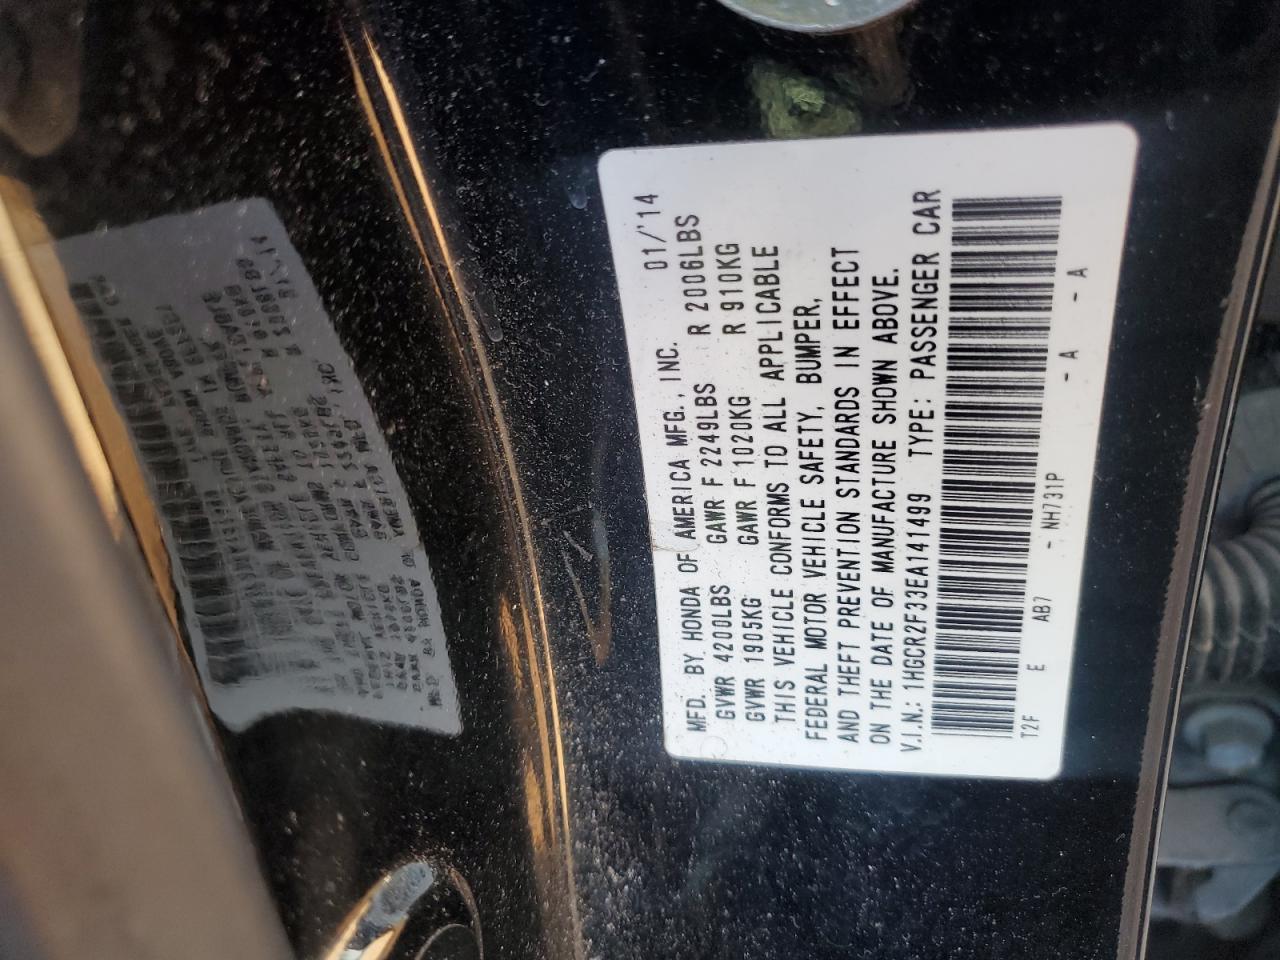 MFD. BY HONDA OF AMERICA MFG., INC. 01/'14
GVWR 4200LBS GAWR F 2249LBS R 2006LBS
GVWR 1905KG GAWR F 1020KG R 910KG
THIS VEHICLE CONFORMS TO ALL APPLICABLE
FEDERAL MOTOR VEHICLE SAFETY, BUMPER,
AND THEFT PREVENTION STANDARDS IN EFFECT
ON THE DATE OF MANUFACTURE SHOWN ABOVE.
V.I.N.: 1HGCR2F33EA141499 TYPE: PASSENGER CAR
T2F E AB7 - NH731P - A - A